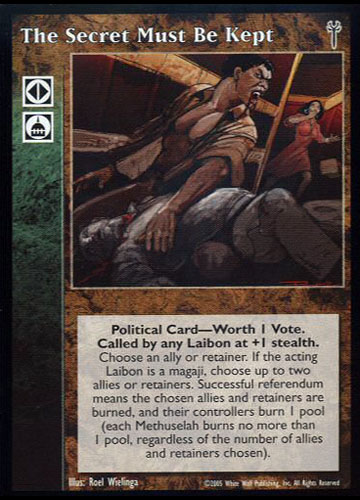 The Secret Must Be Kept
Political Card—Worth 1 Vote.
Called by any Laibon at +1 stealth.
Choose an ally or retainer. If the acting
Laibon is a magaji, choose up to two
allies or retainers. Successful referendum
means the chosen allies and retainers are
burned, and their controllers burn 1 pool
(each Methuselah burns no more than
1 pool, regardless of the number of allies
and retainers chosen).
Illus: Roel Wielinga
©2005 White Wolf Publishing, Inc. All Rights Reserved